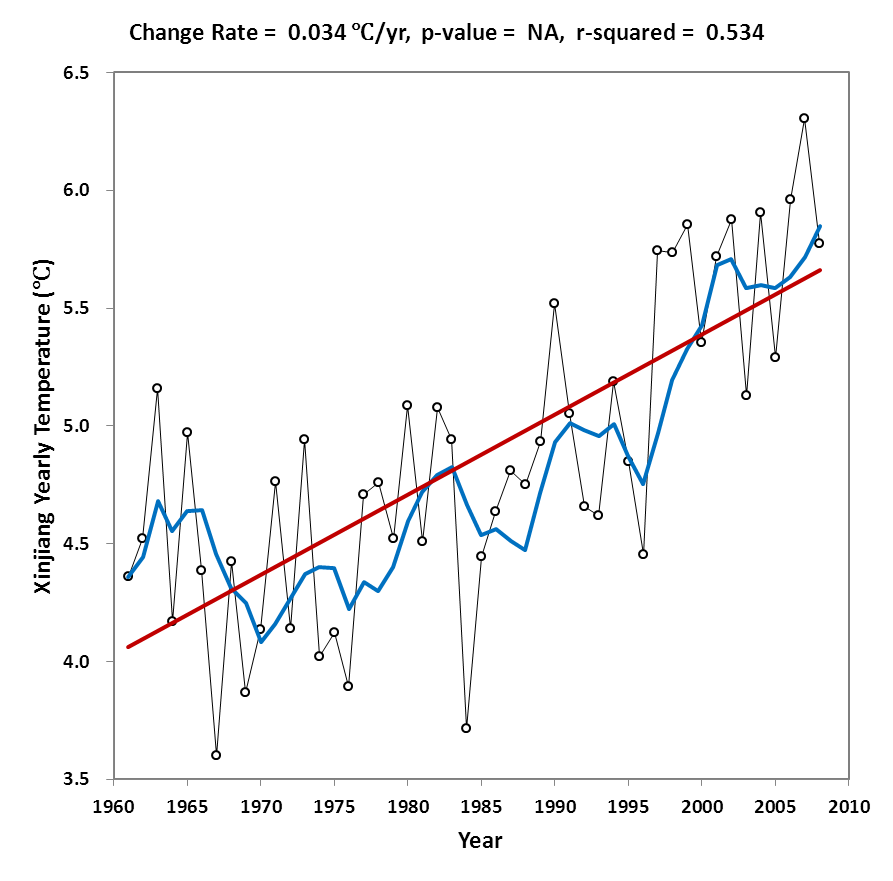 Change Rate = 0.034 ℃/yr, p-value = NA, r-squared = 0.534
6.5
6.0
5.5
5.0
4.5
4.0
3.5
Xinjiang Yearly Temperature (℃)
1960 1965 1970 1975 1980 1985 1990 1995 2000 2005 2010
Year